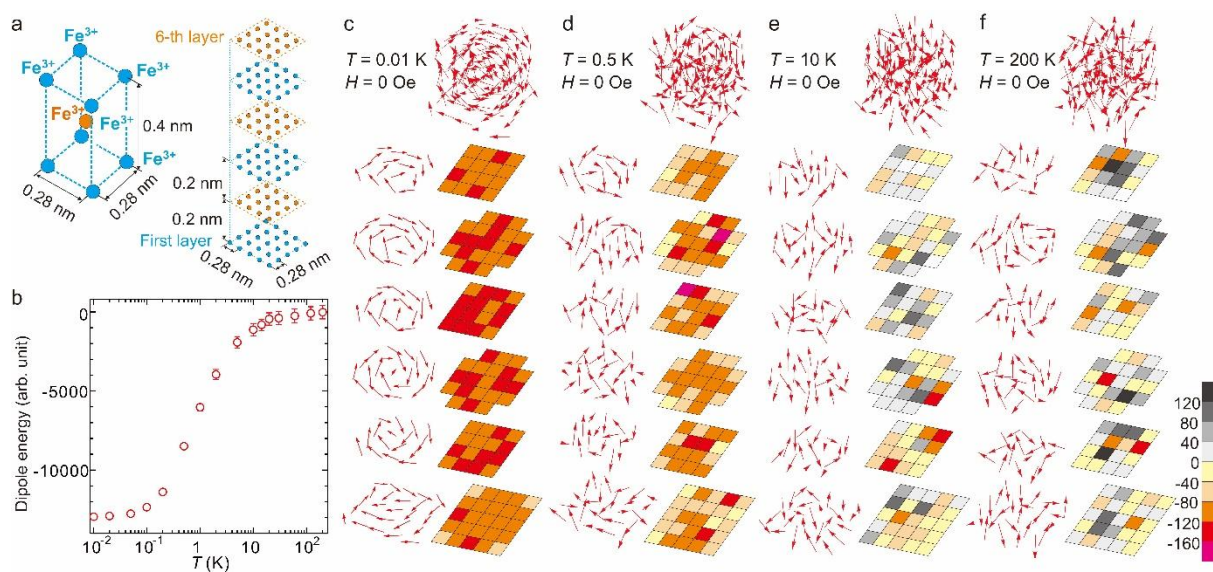 a
Fe3+
Fe3+
Fe3+
Fe3+
Fe3+
Fe3+
0.4 nm
0.28 nm
0.28 nm
6-th layer
0.2 nm
0.2 nm
First layer
0.28 nm
0.28 nm
b
Dipole energy (arb. unit)
0
-5000
-10000
10-2
10-1
1
10
102
T (K)
c
T = 0.01 K
H = 0 Oe
d
T = 0.5 K
H = 0 Oe
e
T = 10 K
H = 0 Oe
f
T = 200 K
H = 0 Oe
120
80
40
0
-40
-80
-120
-160